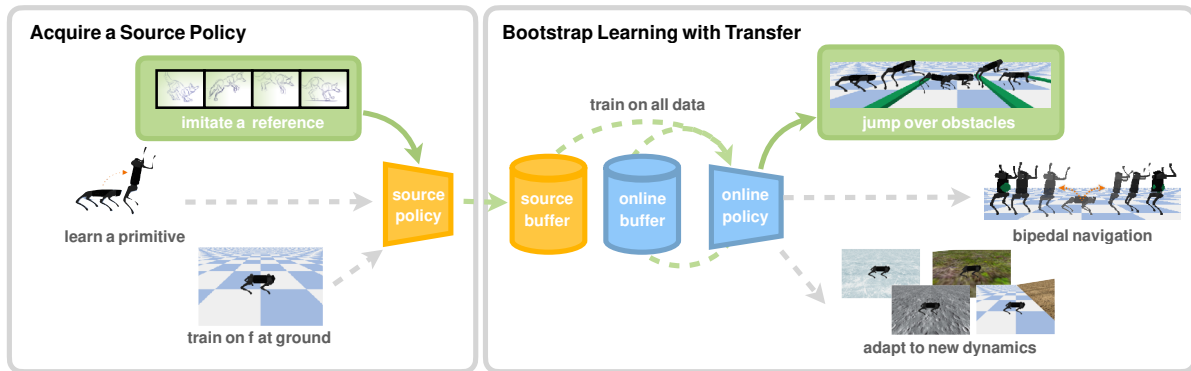 Acquire a Source Policy
imitate a reference
learn a primitive
train on f at ground
source
policy
Bootstrap Learning with Transfer
train on all data
source
buffer
online
buffer
online
policy
jump over obstacles
bipedal navigation
adapt to new dynamics